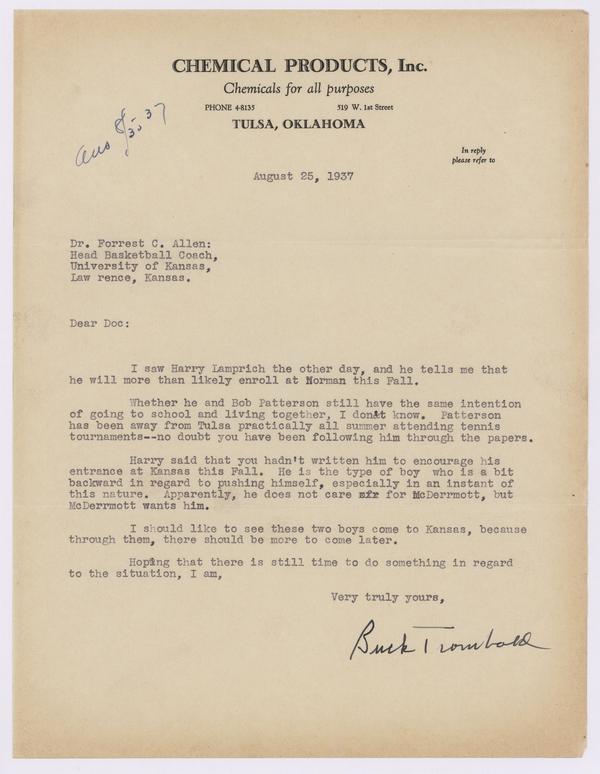 CHEMICAL PRODUCTS, Inc.
Chemicals for all purposes
PHONE 4-8135 519 W. 1st Street
TULSA, OKLAHOMA
In reply
please refer to
Ans 8/30 37
August 25, 1937
Dr. Forrest C. Allen:
Head Basketball Coach,
University of Kansas,
Law rence, Kansas.
Dear Doc:
I saw Harry Lamprich the other day, and he tells me that
he will more than likely enroll at Norman this Fall.
Whether he and Bob Patterson still have the same intention
of going to school and living together, I don't know. Patterson
has been away from Tulsa practically all summer attending tennis
tournaments--no doubt you have been following him through the papers.
Harry said that you hadn't written him to encourage his
entrance at Kansas this Fall. He is the type of boy who is a bit
backward in regard to pushing himself, especially in an instant of
this nature. Apparently, he does not care for McDerrmott, but
McDerrmott wants him.
I should like to see these two boys come to Kansas, because
through them, there should be more to come later.
Hoping that there is still time to do something in regard
to the situation, I am,
Very truly yours,
Buck Trombold